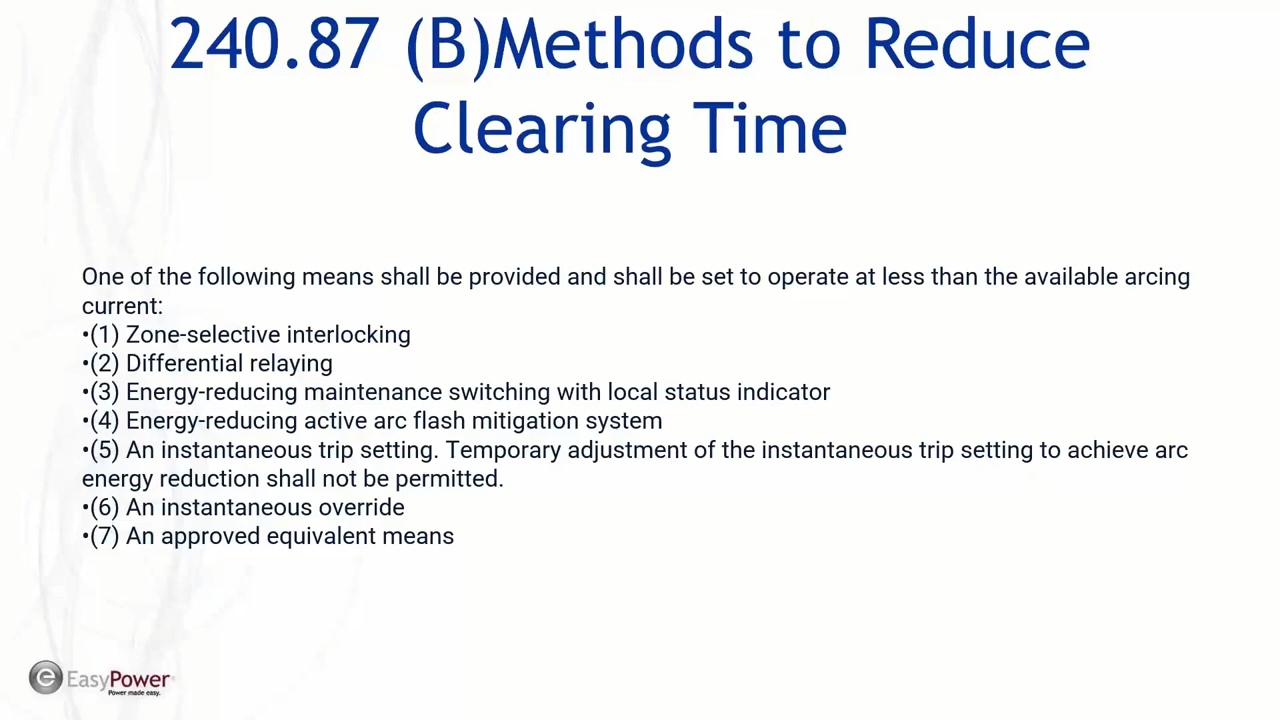 240.87 (B)Methods to Reduce
Clearing Time
One of the following means shall be provided and shall be set to operate at less than the available arcing
current:
•(1) Zone-selective interlocking
•(2) Differential relaying
•(3) Energy-reducing maintenance switching with local status indicator
•(4) Energy-reducing active arc flash mitigation system
•(5) An instantaneous trip setting. Temporary adjustment of the instantaneous trip setting to achieve arc
energy reduction shall not be permitted.
•(6) An instantaneous override
•(7) An approved equivalent means
e EasyPower
Power made easy.